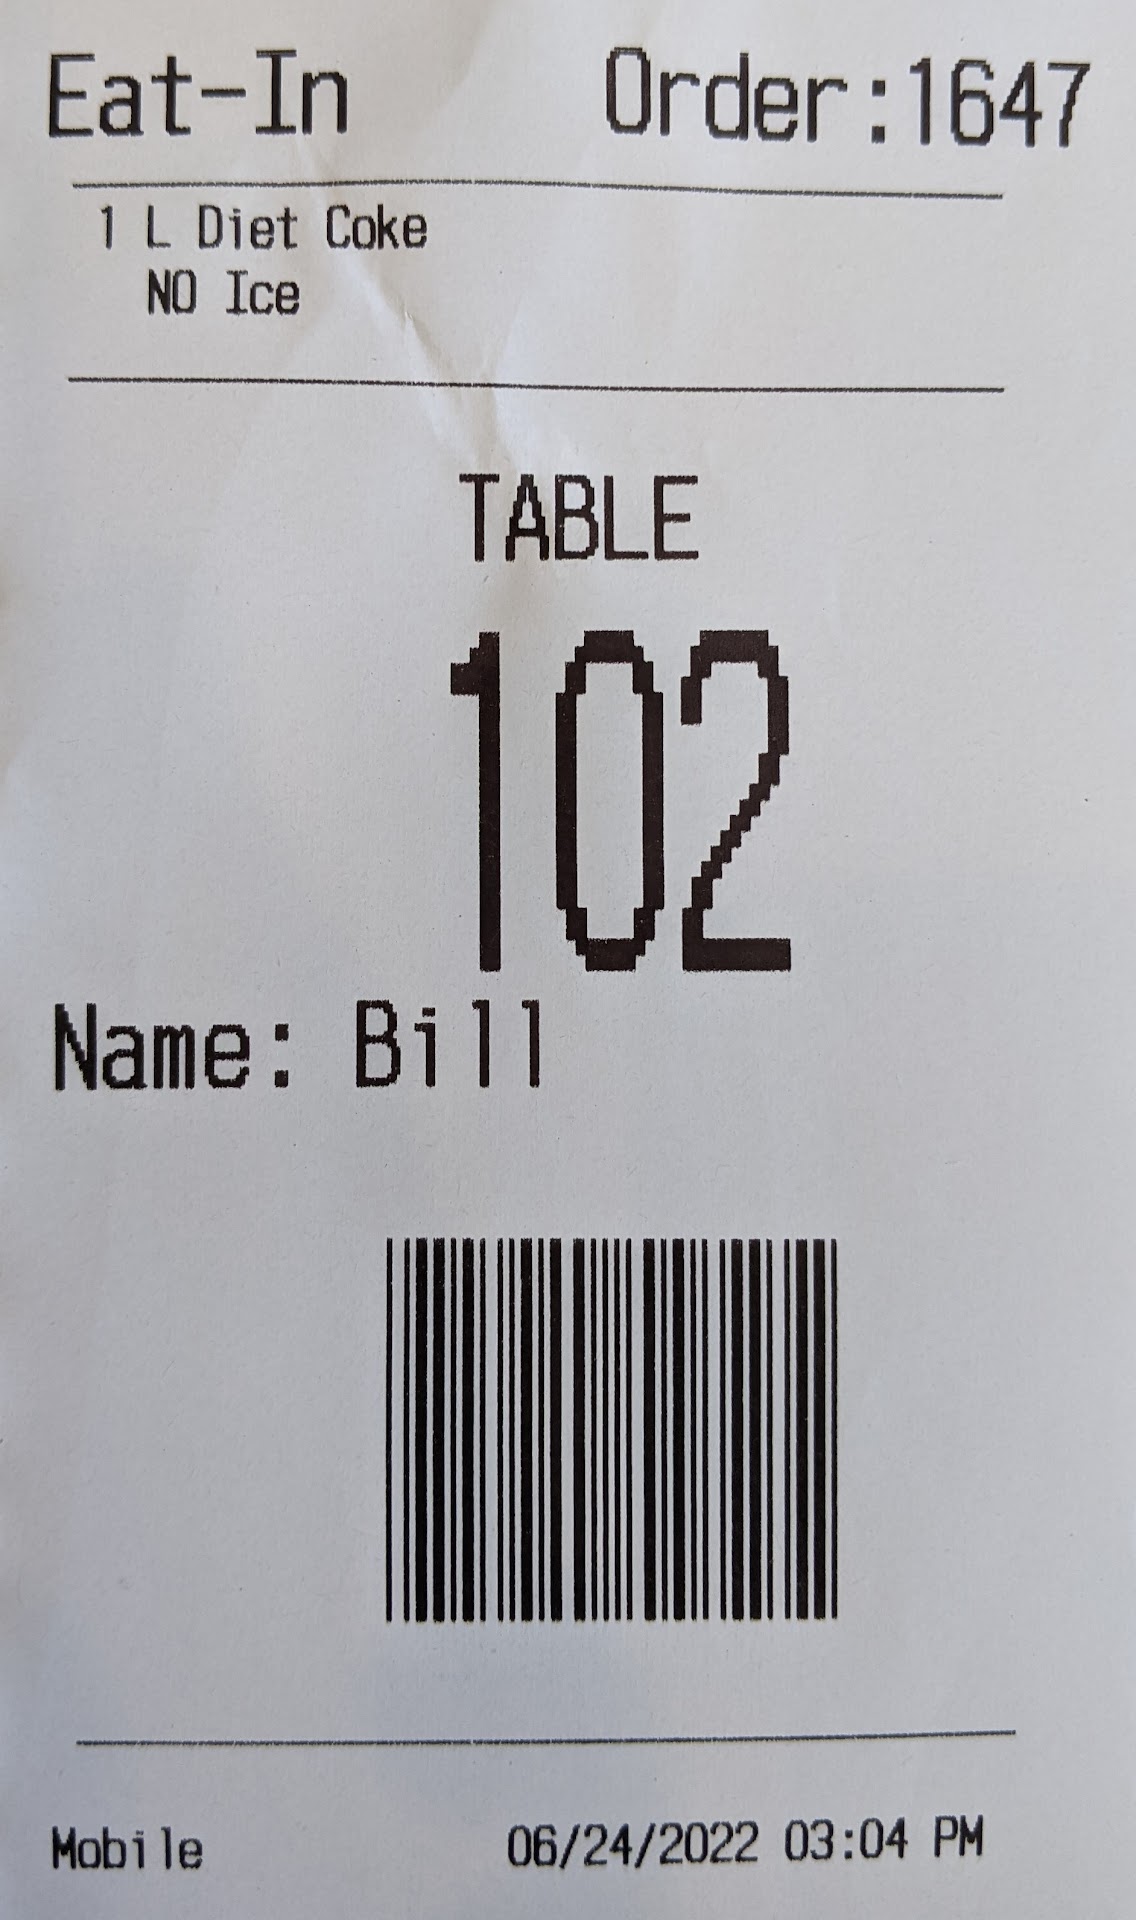 Eat-In Order:1647
1 L Diet Coke
NO Ice
TABLE
102
Name: Bill
Mobile 06/24/2022 03:04 PM